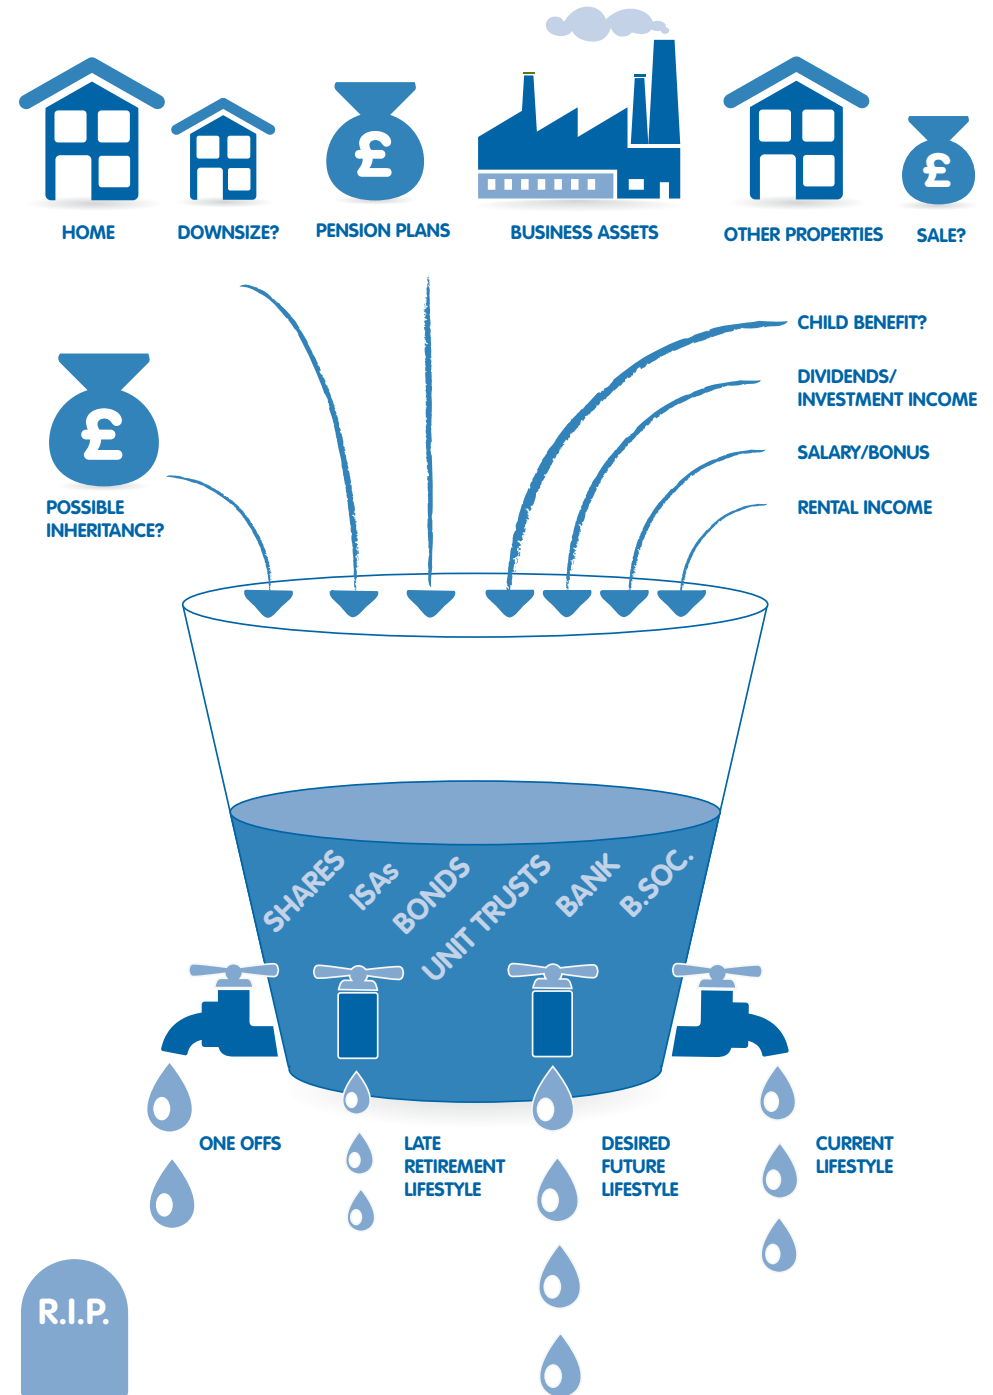 £
£
HOME
DOWNSIZE?
PENSION PLANS
BUSINESS ASSETS
OTHER PROPERTIES
SALE?
CHILD BENEFIT?
DIVIDENDS/
INVESTMENT INCOME
£
SALARY/BONUS
POSSIBLE
INHERITANCE?
RENTAL INCOME
SHARES
ISAs
BONDS
UNIT TRUSTS
BANK
B.SOC.
ONE OFFS
LATE
RETIREMENT
LIFESTYLE
DESIRED
FUTURE
LIFESTYLE
CURRENT
LIFESTYLE
R.I.P.